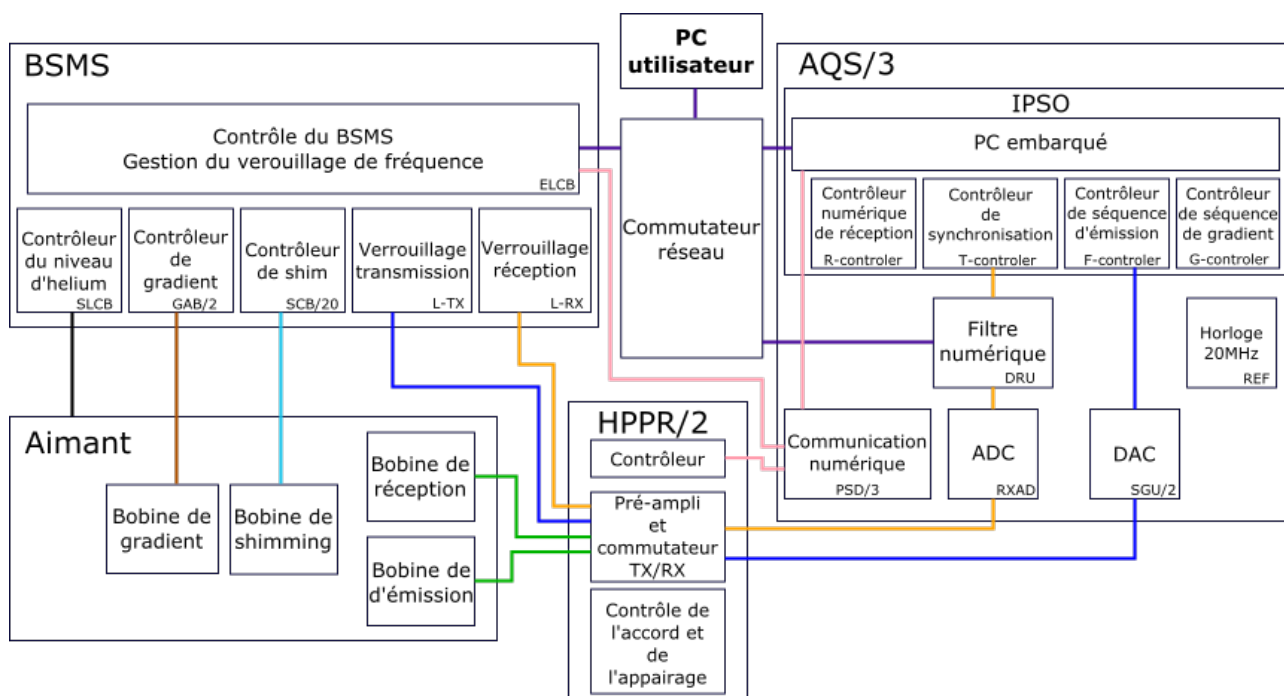 BSMS
Contrôle du BSMS
Gestion du verouillage de fréquence
ELCB
Contrôleur
du niveau
d'helium
SLCB
Contrôleur
de
gradient
GAB/2
Contrôleur
de shim
SCB/20
Verrouillage
transmission
L-TX
Verrouillage
réception
L-RX
PC
utilisateur
Commutateur
réseau
AQS/3
IPSO
PC embarqué
Contrôleur
numérique
de réception
R-controler
Contrôleur
de
synchronisation
T-controler
Contrôleur
de séquence
d'émission
F-controler
Contrôleur
de séquence
de gradient
G-controler
Filtre
numérique
DRU
Horloge
20MHz
REF
Communication
numérique
PSD/3
ADC
RXAD
DAC
SGU/2
Aimant
Bobine de
gradient
Bobine de
shimming
Bobine de
réception
Bobine de
d'émission
HPPR/2
Contrôleur
Pré-ampli
et
commutateur
TX/RX
Contrôle de
l'accord et
de
l'appairage